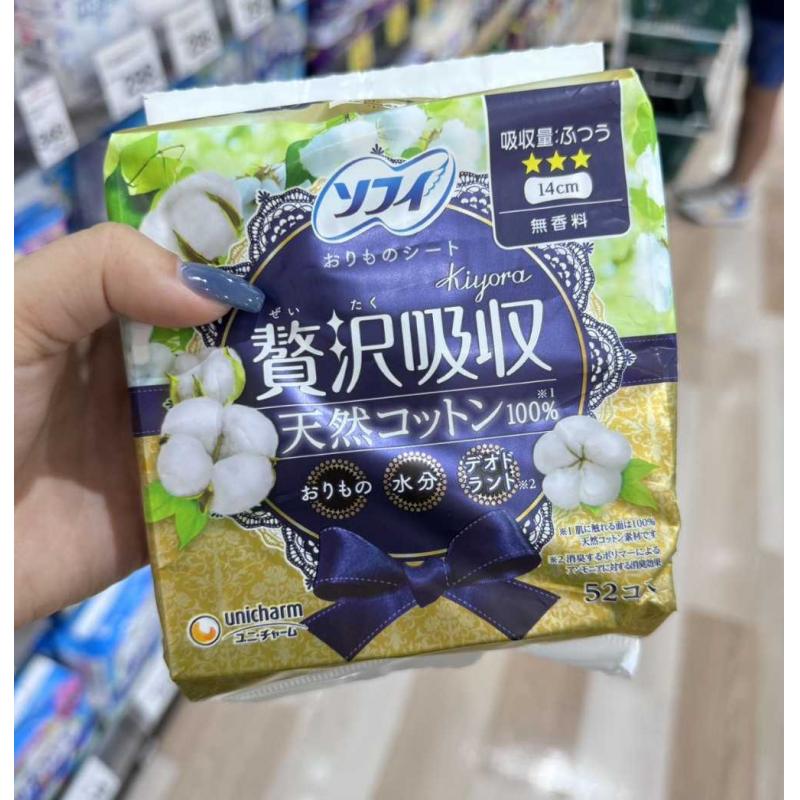 吸収量:ふつう
14cm
無香料
ソフィ
おりものシート
Kiyora
ぜいたく
贅沢吸収
天然コットン100%
※1
おりもの
水分
デオドラント※2
※1 肌に触れる面は100%
天然コットン素材です
※2 消臭するポリマーによる
アンモニアに対する消臭効果
52コ
unicharm
ユニ・チャーム